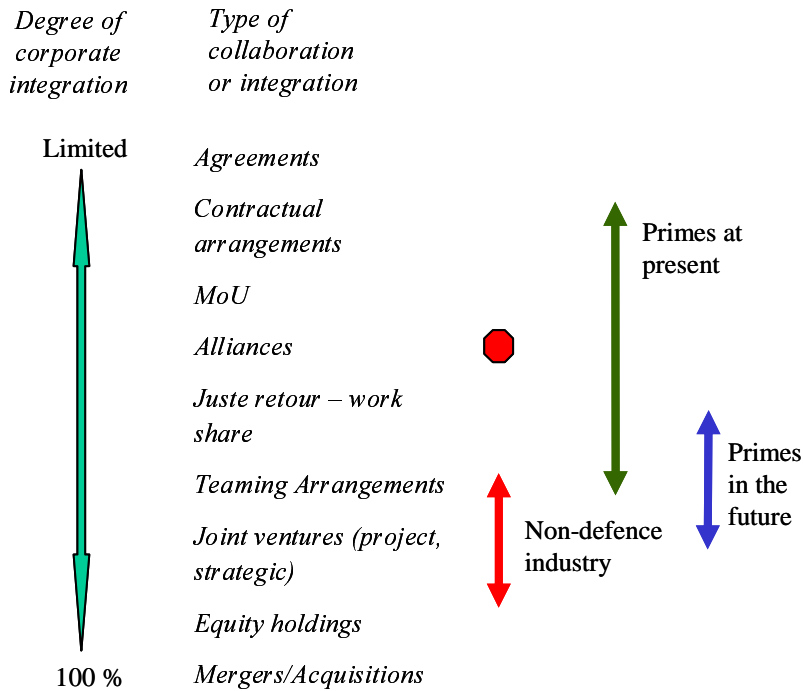 Degree of
corporate
integration
Type of
collaboration
or integration
Limited
Agreements
Contractual
arrangements
Primes at
present
MoU
Alliances
Juste retour – work
share
Primes
in the
future
Teaming Arrangements
Joint ventures (project,
strategic)
Non-defence
industry
Equity holdings
100 %
Mergers/Acquisitions